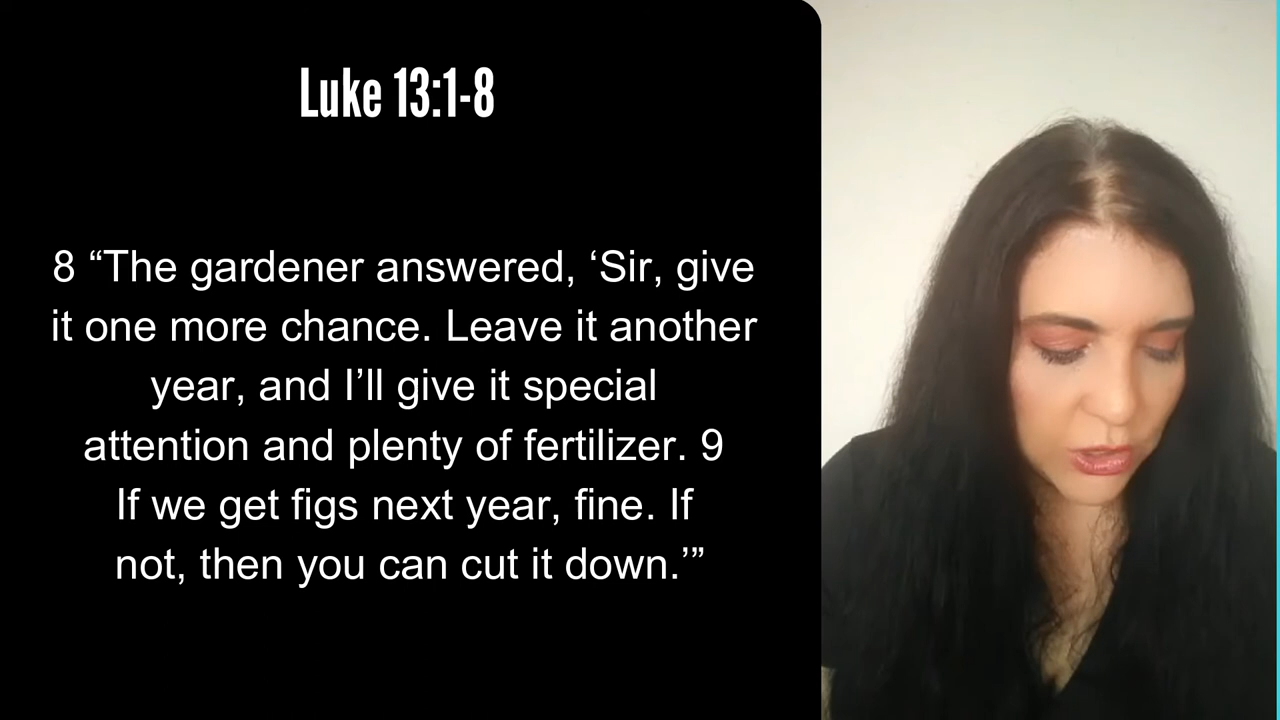 Luke 13:1-8
8 “The gardener answered, ‘Sir, give
it one more chance. Leave it another
year, and I’ll give it special
attention and plenty of fertilizer. 9
If we get figs next year, fine. If
not, then you can cut it down.’”